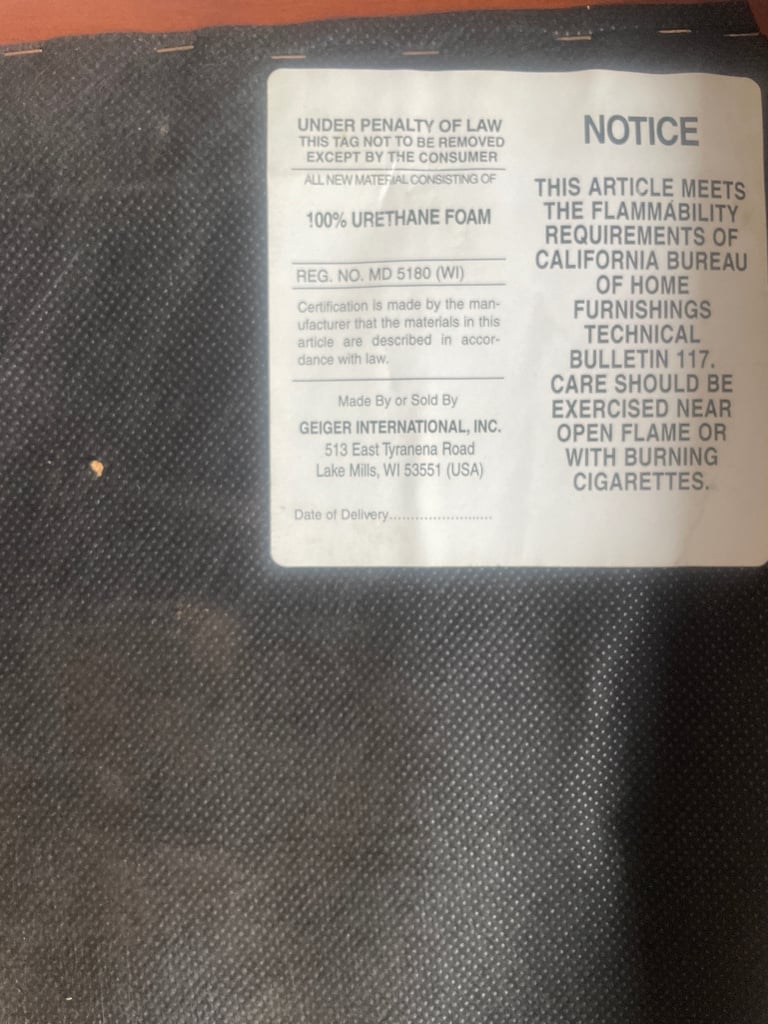 UNDER PENALTY OF LAW
THIS TAG NOT TO BE REMOVED
EXCEPT BY THE CONSUMER
ALL NEW MATERIAL CONSISTING OF
100% URETHANE FOAM
REG. NO. MD 5180 (WI)
Certification is made by the man-
ufacturer that the materials in this
article are described in accor-
dance with law.
Made By or Sold By
GEIGER INTERNATIONAL, INC.
513 East Tyranena Road
Lake Mills, WI 53551 (USA)
Date of Delivery.......................
NOTICE
THIS ARTICLE MEETS
THE FLAMMABILITY
REQUIREMENTS OF
CALIFORNIA BUREAU
OF HOME
FURNISHINGS
TECHNICAL
BULLETIN 117.
CARE SHOULD BE
EXERCISED NEAR
OPEN FLAME OR
WITH BURNING
CIGARETTES.